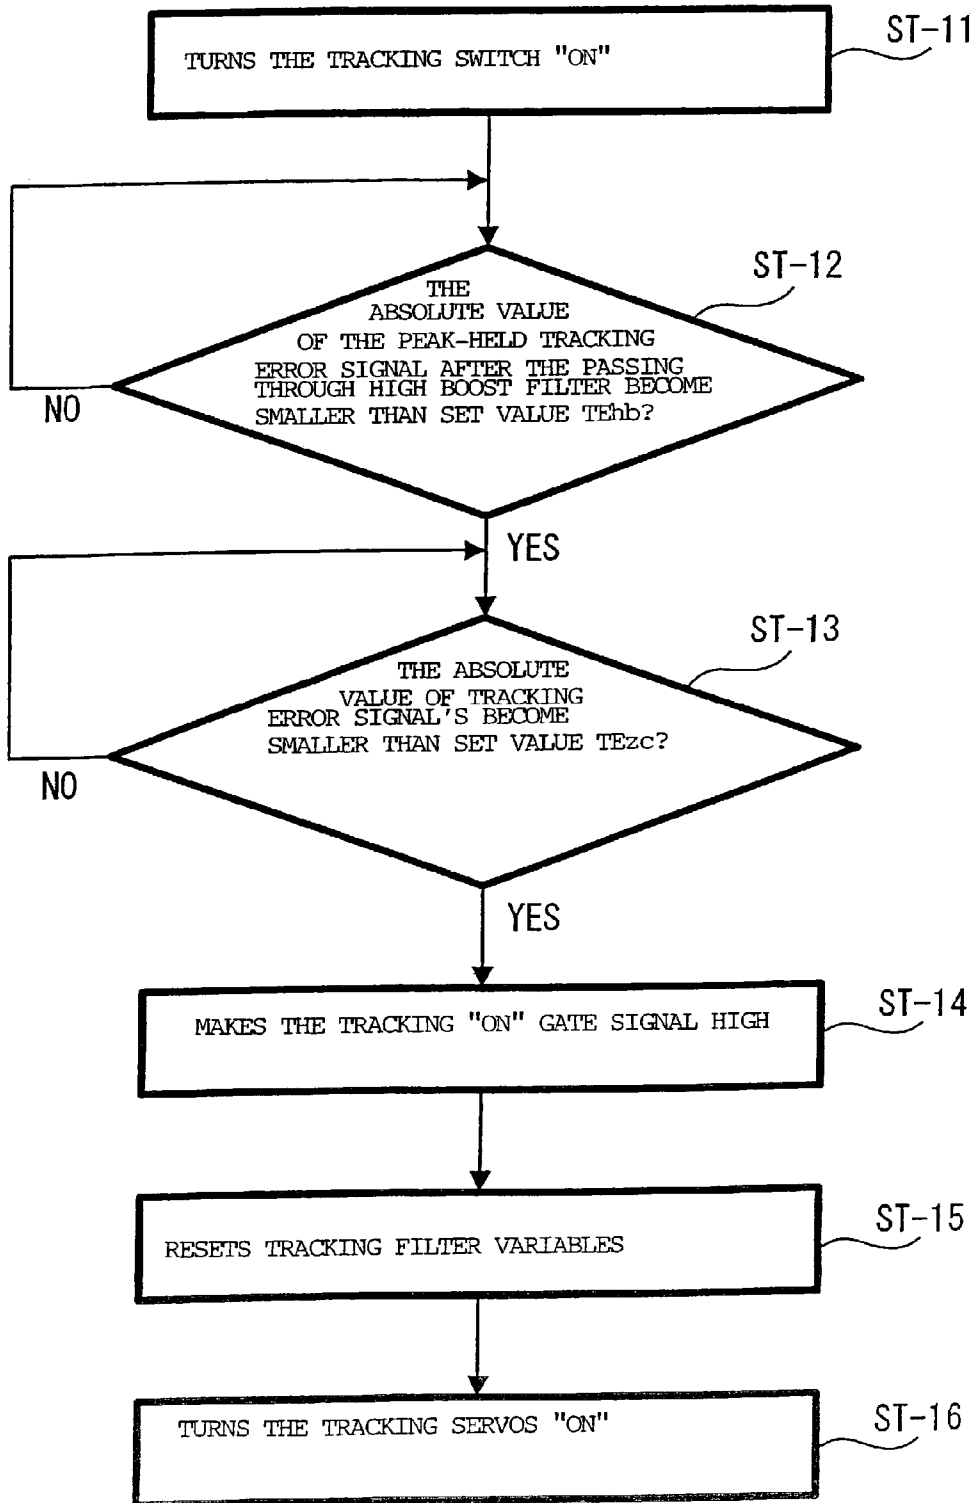 ST-11
TURNS THE TRACKING SWITCH "ON"
ST-12
THE
ABSOLUTE VALUE
OF THE PEAK-HELD TRACKING
ERROR SIGNAL AFTER THE PASSING
THROUGH HIGH BOOST FILTER BECOME
SMALLER THAN SET VALUE TEhb?
NO
YES
ST-13
THE ABSOLUTE
VALUE OF TRACKING
ERROR SIGNAL'S BECOME
SMALLER THAN SET VALUE TEzc?
NO
YES
ST-14
MAKES THE TRACKING "ON" GATE SIGNAL HIGH
ST-15
RESETS TRACKING FILTER VARIABLES
ST-16
TURNS THE TRACKING SERVOS "ON"